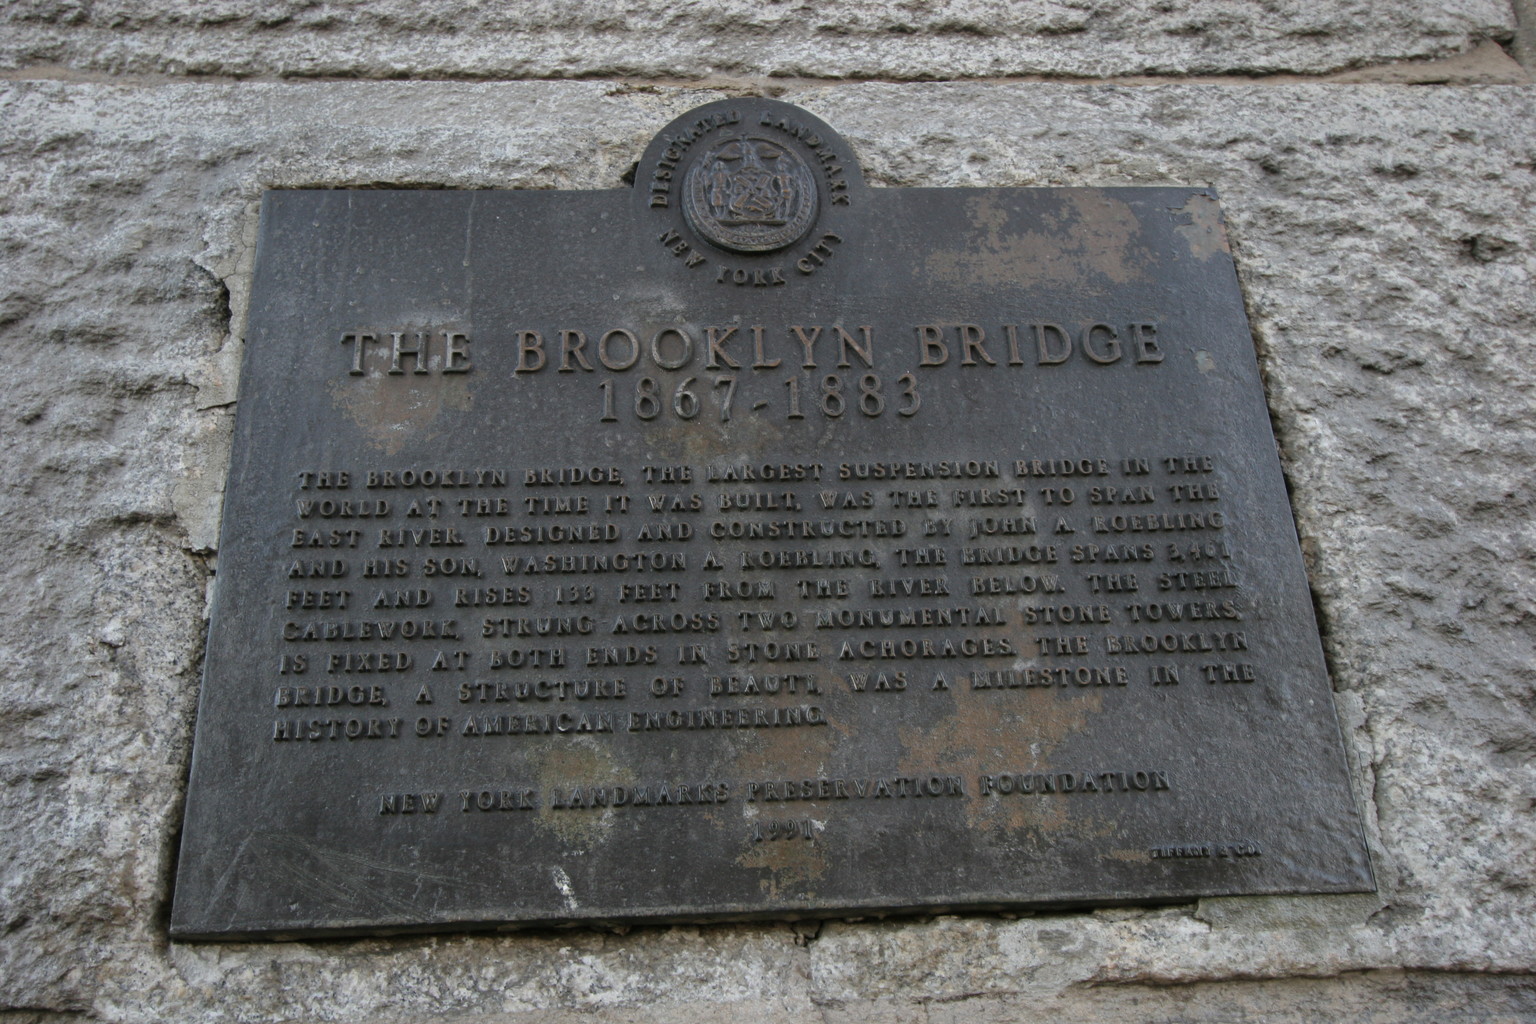 DESIGNATED LANDMARK
NEW YORK CITY
THE BROOKLYN BRIDGE
1867-1883
THE BROOKLYN BRIDGE, THE LARGEST SUSPENSION BRIDGE IN THE
WORLD AT THE TIME IT WAS BUILT, WAS THE FIRST TO SPAN THE
EAST RIVER. DESIGNED AND CONSTRUCTED BY JOHN A. ROEBLING
AND HIS SON, WASHINGTON A. ROEBLING, THE BRIDGE SPANS 3,461
FEET AND RISES 133 FEET FROM THE RIVER BELOW. THE STEEL
CABLEWORK, STRUNG ACROSS TWO MONUMENTAL STONE TOWERS,
IS FIXED AT BOTH ENDS IN STONE ACHORAGES. THE BROOKLYN
BRIDGE, A STRUCTURE OF BEAUTY, WAS A MILESTONE IN THE
HISTORY OF AMERICAN ENGINEERING.
NEW YORK LANDMARKS PRESERVATION FOUNDATION
1991
TIFFANY & CO.